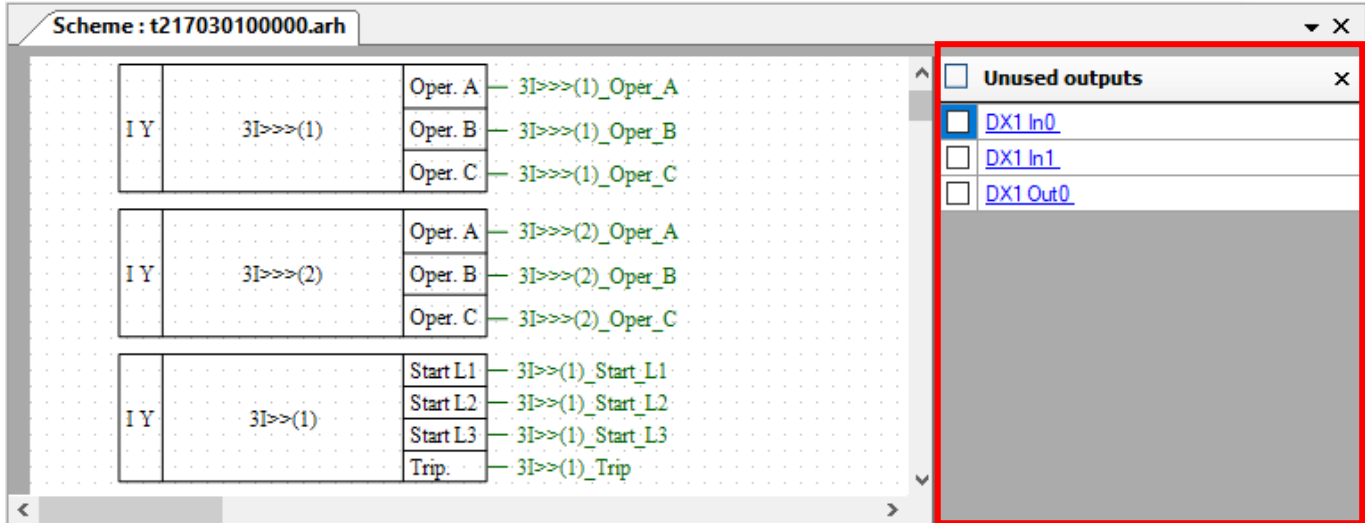 Scheme : t217030100000.arh
Oper. A 3I>>>(1)_Oper_A
I Y 3I>>>(1) Oper. B 3I>>>(1)_Oper_B
Oper. C 3I>>>(1)_Oper_C
Oper. A 3I>>>(2)_Oper_A
I Y 3I>>>(2) Oper. B 3I>>>(2)_Oper_B
Oper. C 3I>>>(2)_Oper_C
Start L1 3I>>(1)_Start_L1
Start L2 3I>>(1)_Start_L2
I Y 3I>>(1)
Start L3 3I>>(1)_Start_L3
Trip. 3I>>(1)_Trip
Unused outputs
DX1 In0
DX1 In1
DX1 Out0